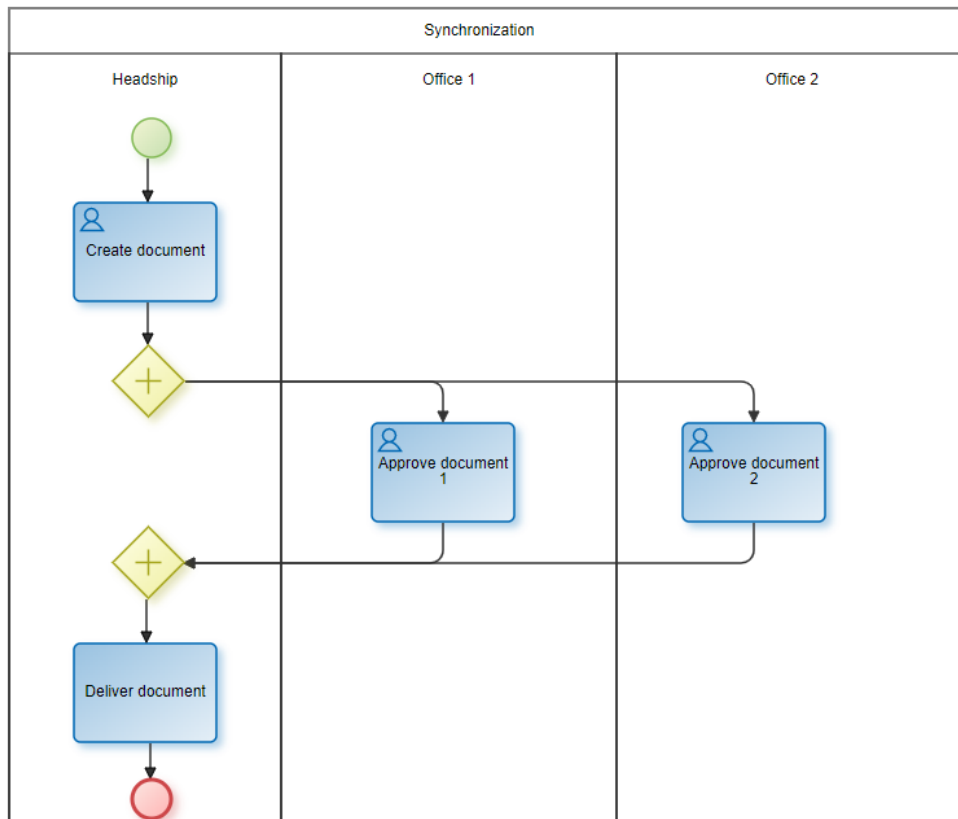 Synchronization
Headship
Office 1
Office 2
Create document
Approve document
1
Approve document
2
Deliver document